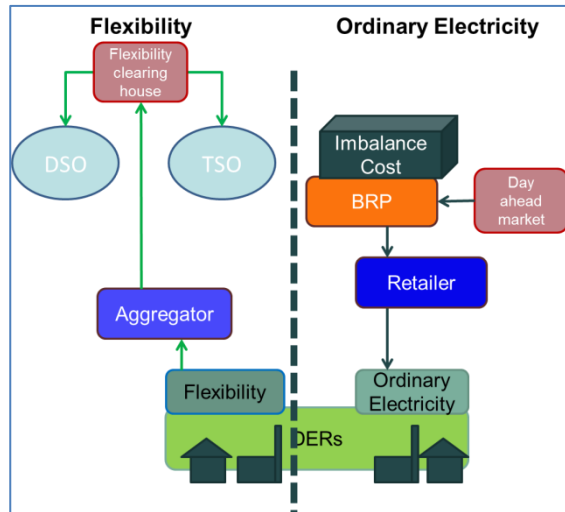 Flexibility
Ordinary Electricity
Flexibility
clearing
house
DSO
TSO
Imbalance
Cost
BRP
Day
ahead
market
Retailer
Aggregator
Flexibility
Ordinary
Electricity
DERs